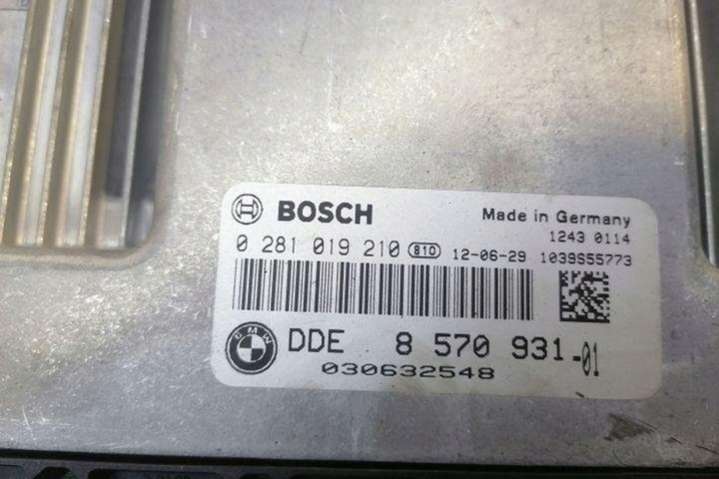 BOSCH Made in Germany
1243 0114
0 281 019 210 810 12-06-29 1039S55773
BMW DDE 8 570 931-01
030632548